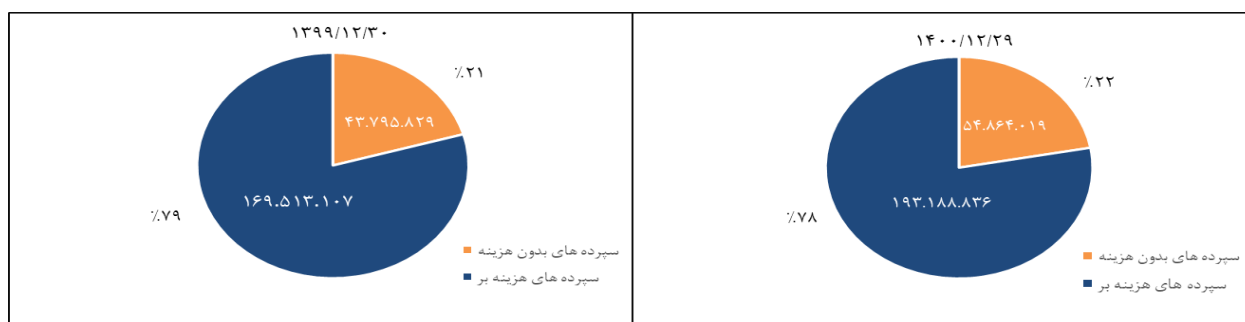 ۱۴۰۰/۱۲/۲۹
٪۲۲
۵۴.۸۶۴.۰۱۹
۱۹۳.۱۸۸.۸۳۶
٪۷۸
سپرده های بدون هزینه
سپرده های هزینه بر
۱۳۹۹/۱۲/۳۰
٪۲۱
۴۳.۷۹۵.۸۲۹
۱۶۹.۵۱۳.۱۰۷
٪۷۹
سپرده های بدون هزینه
سپرده های هزینه بر